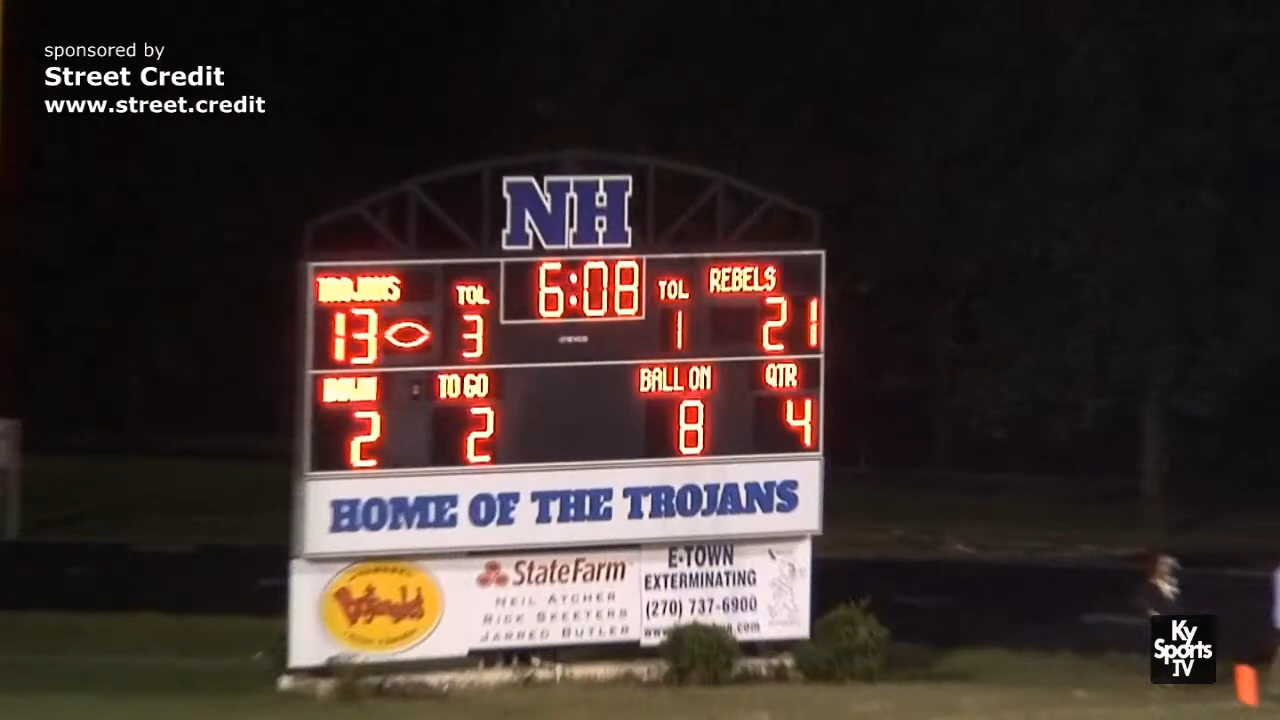 sponsored by
Street Credit
www.street.credit
NH
6:08
TROJANS TOL TOL REBELS
13 3 1 21
DOWN TO GO BALL ON QTR
2 2 8 4
HOME OF THE TROJANS
StateFarm
NEIL ATCHER
RICK SKEETERS
JARRED BUTLER
E-TOWN
EXTERMINATING
(270) 737-6900
Ky
Sports
TV